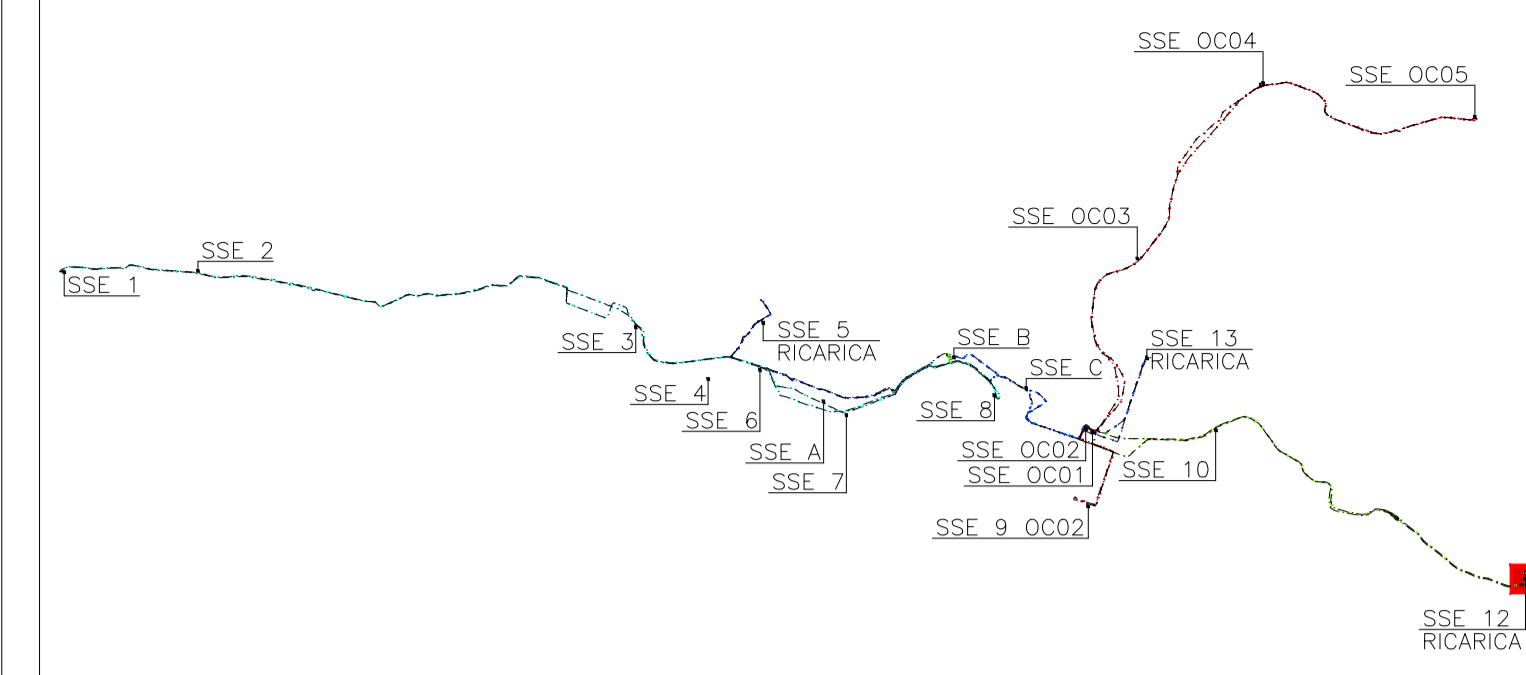 SSE OC04
SSE OC05
SSE OC03
SSE 2
SSE 1
SSE 3
SSE 5
RICARICA
SSE B
SSE 13
RICARICA
SSE C
SSE 4
SSE 6
SSE 8
SSE A
SSE 7
SSE OC02
SSE OC01
SSE 10
SSE 9 OC02
SSE 12
RICARICA